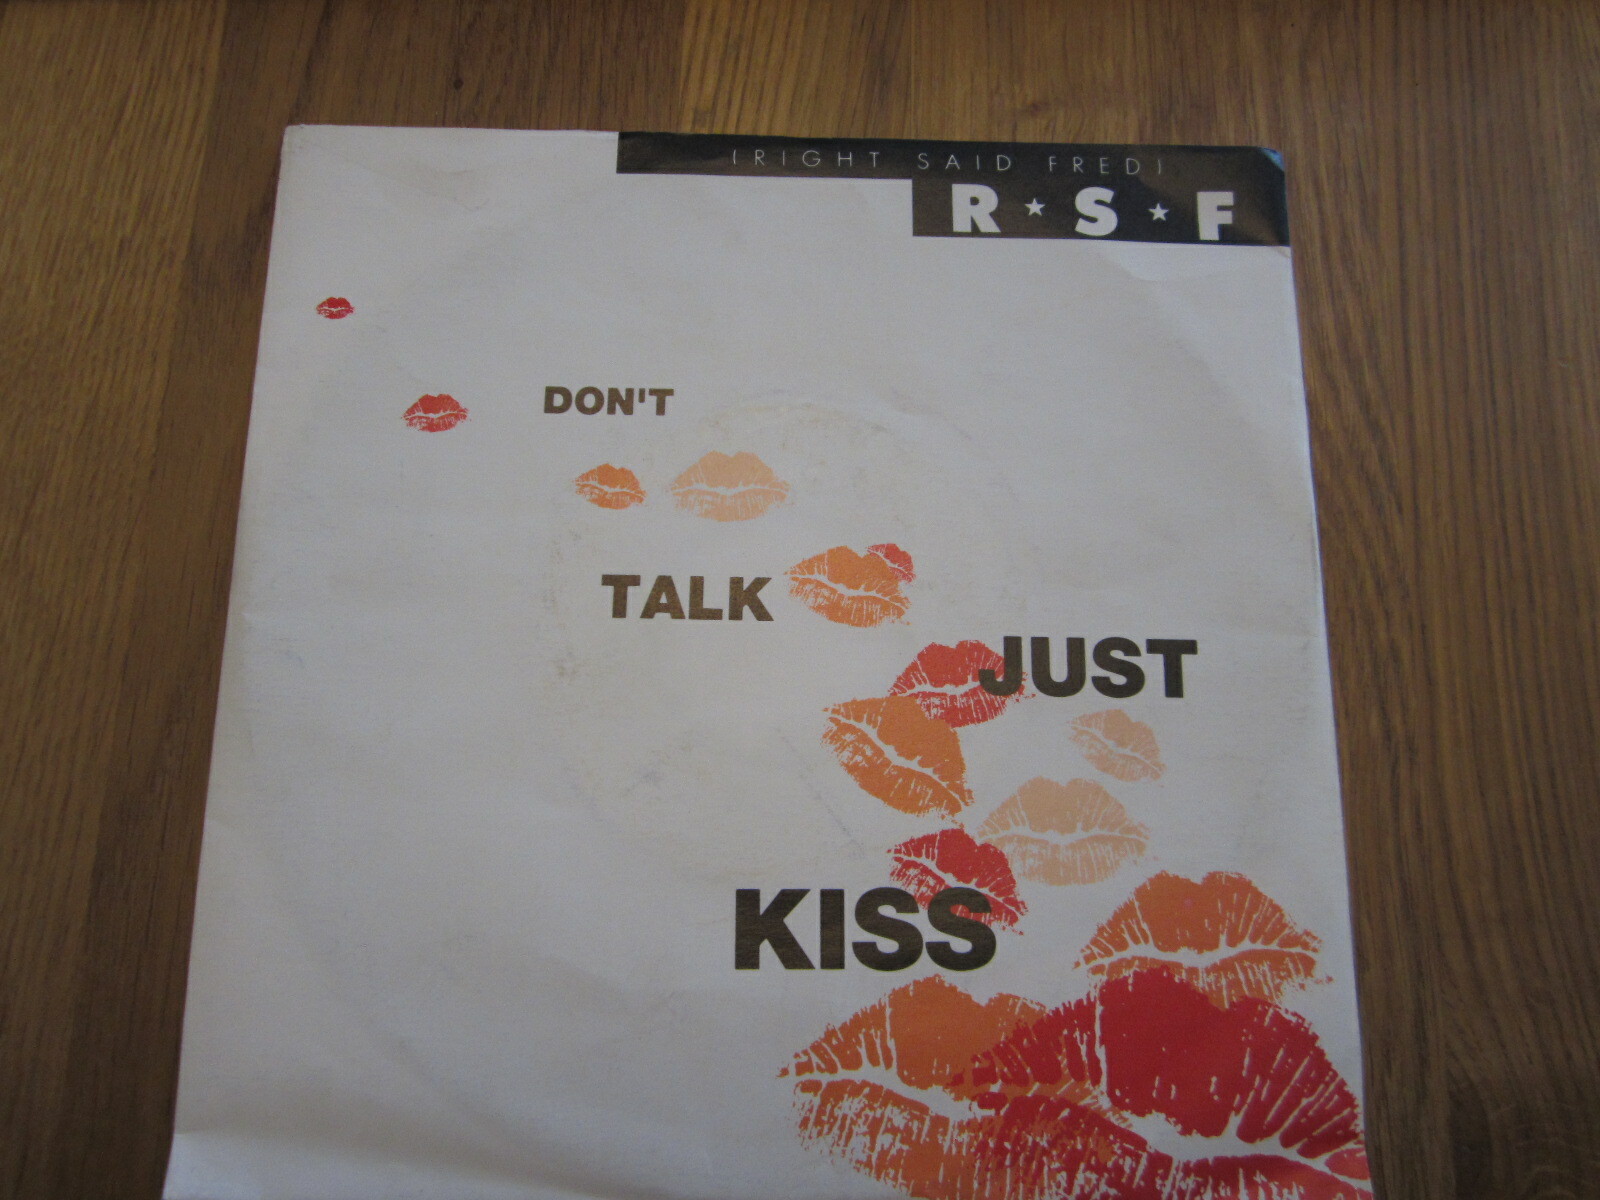 (RIGHT SAID FRED)
R★S★F
DON'T
TALK
JUST
KISS